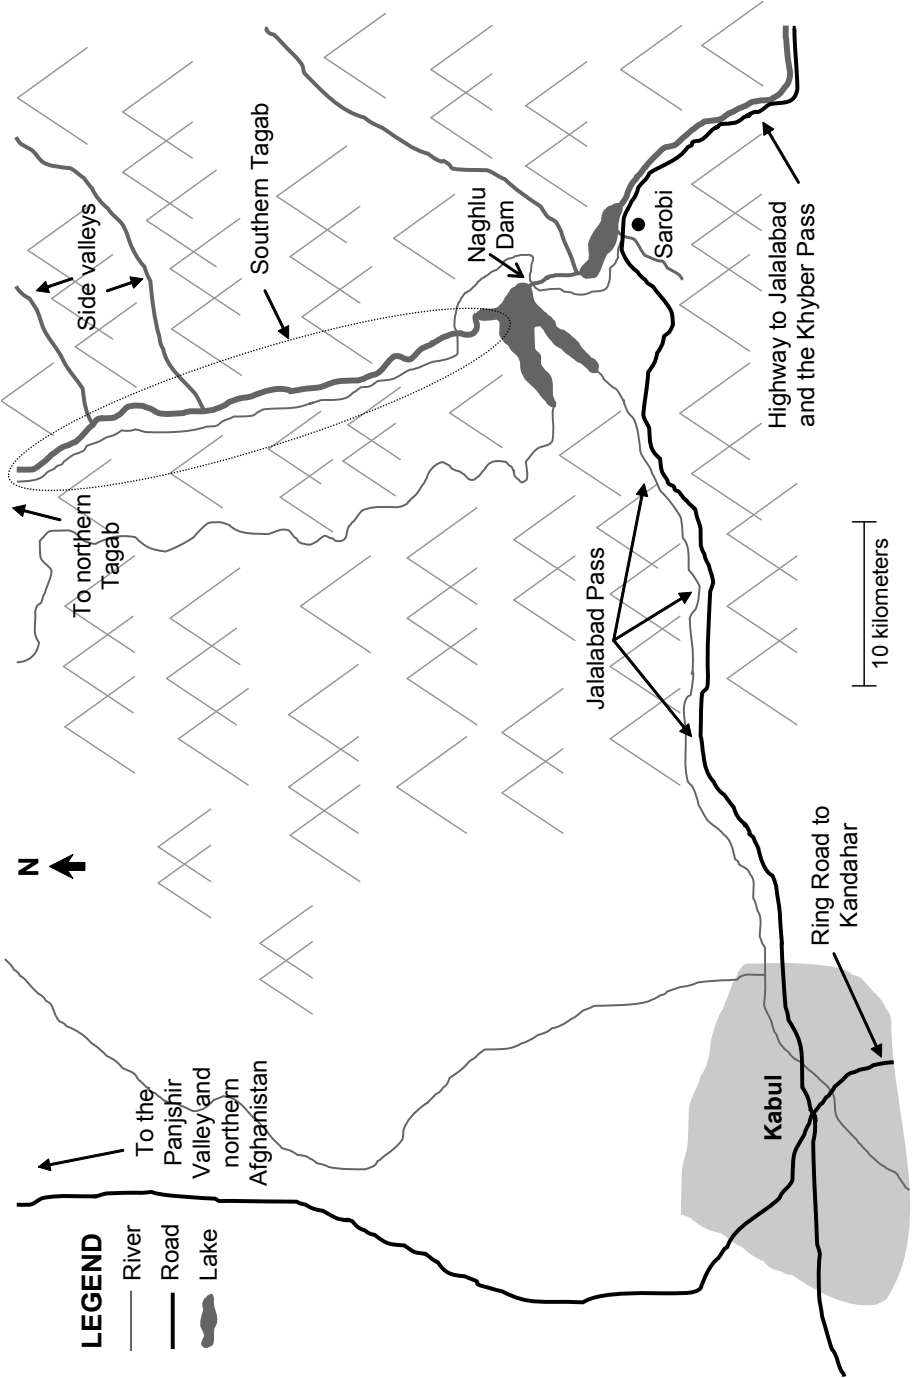 N
To the
Panjshir
Valley and
northern
Afghanistan
LEGEND
River
Road
Lake
To northern
Tagab
Side valleys
Southern Tagab
Naghlu
Dam
Sarobi
Jalalabad Pass
Highway to Jalalabad
and the Khyber Pass
Kabul
Ring Road to
Kandahar
10 kilometers